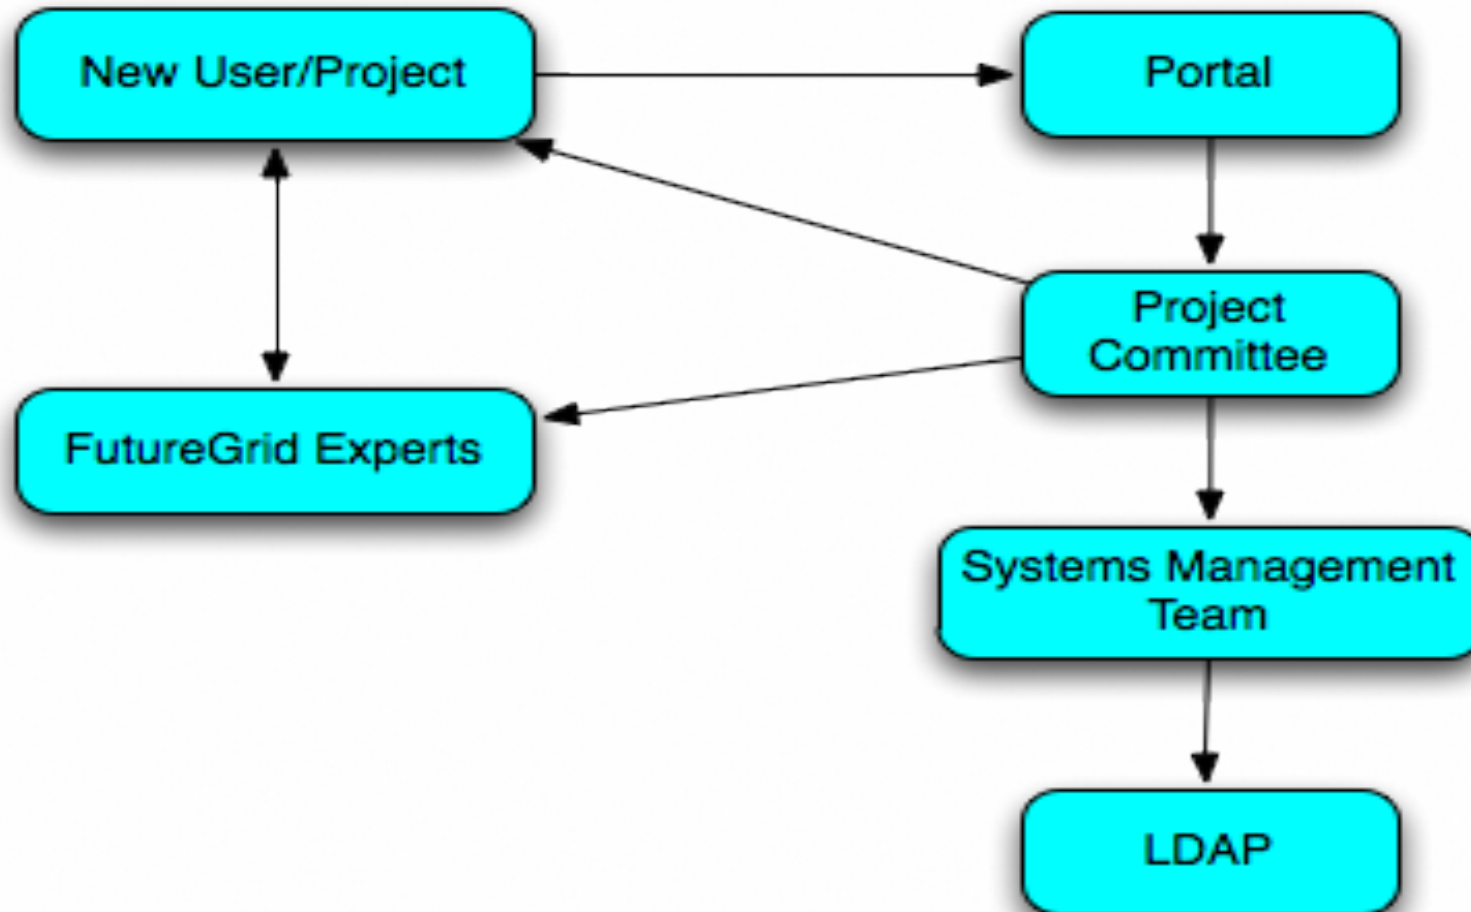 New User/Project
Portal
Project
Committee
FutureGrid Experts
Systems Management
Team
LDAP